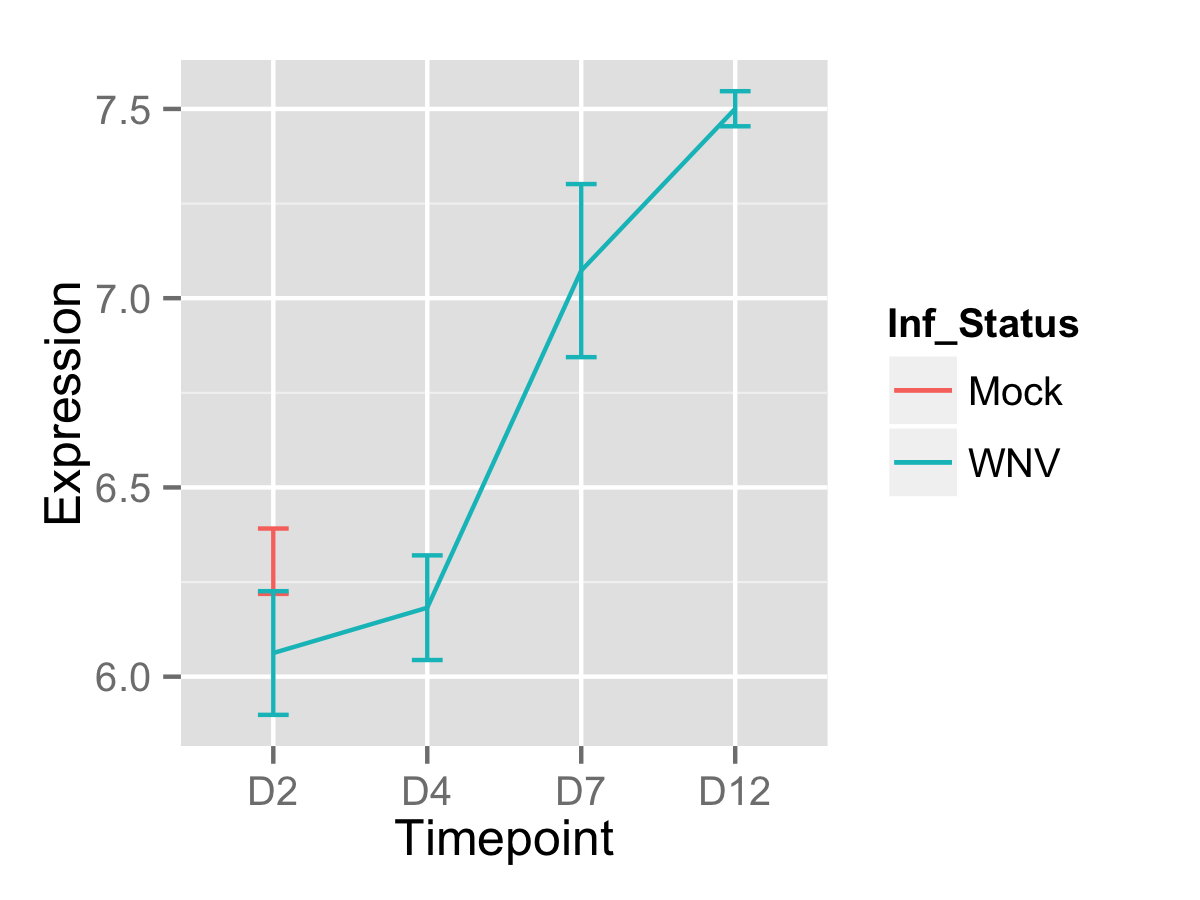 7.5
7.0
6.5
6.0
Expression
D2 D4 D7 D12
Timepoint
Inf_Status
Mock
WNV